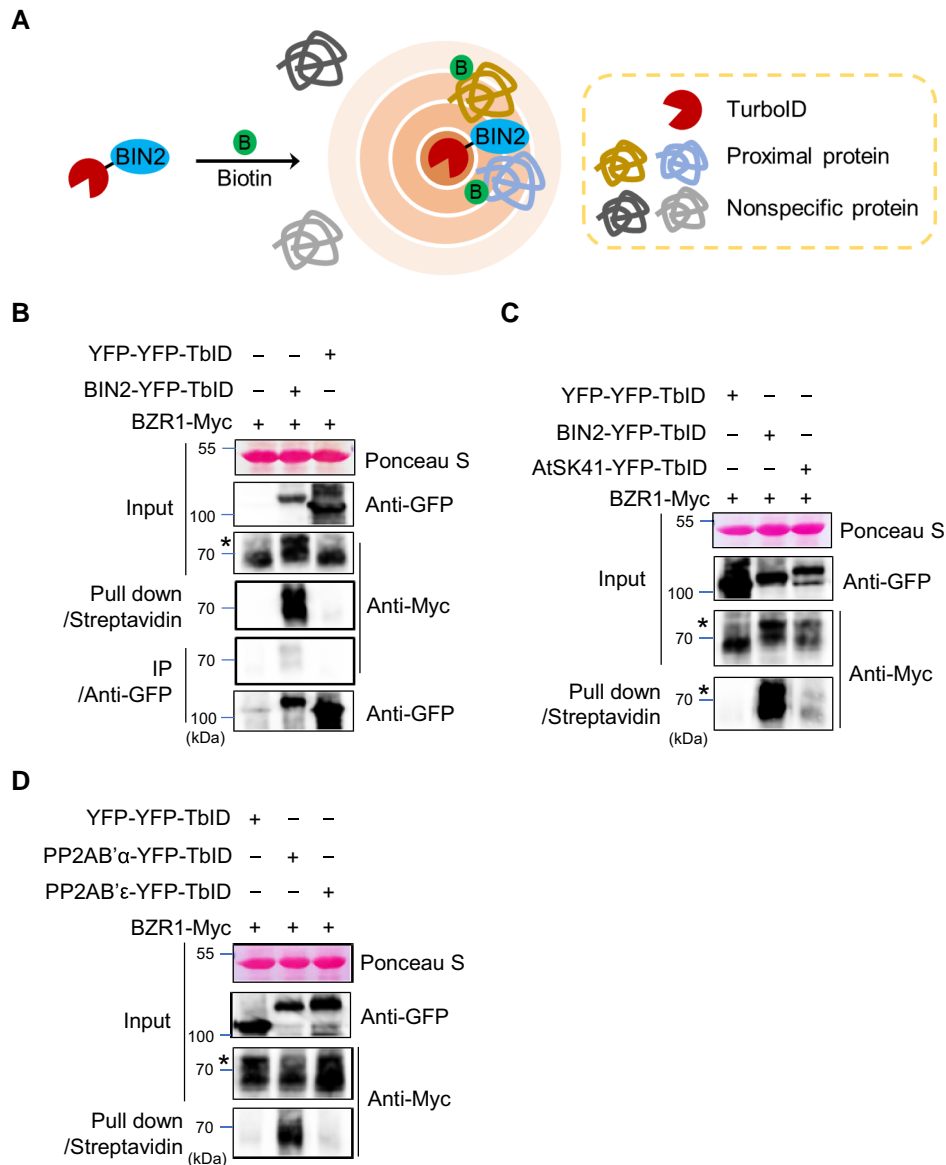 A
B
Biotin
BIN2
B
BIN2
B
TurboID
Proximal protein
Nonspecific protein
B
YFP-YFP-TbID – – +
BIN2-YFP-TbID – + –
BZR1-Myc + + +
55
Ponceau S
Input
Anti-GFP
100
*
70
Pull down
/Streptavidin
70
Anti-Myc
IP
/Anti-GFP
70
100
Anti-GFP
(kDa)
C
YFP-YFP-TbID + – –
BIN2-YFP-TbID – + –
AtSK41-YFP-TbID – – +
BZR1-Myc + + +
55
Ponceau S
Input
Anti-GFP
100
*
70
Anti-Myc
Pull down
/Streptavidin
70
*
(kDa)
D
YFP-YFP-TbID + – –
PP2AB’α-YFP-TbID – + –
PP2AB’ε-YFP-TbID – – +
BZR1-Myc + + +
55
Ponceau S
Input
Anti-GFP
100
*
70
Anti-Myc
Pull down
/Streptavidin
70
(kDa)